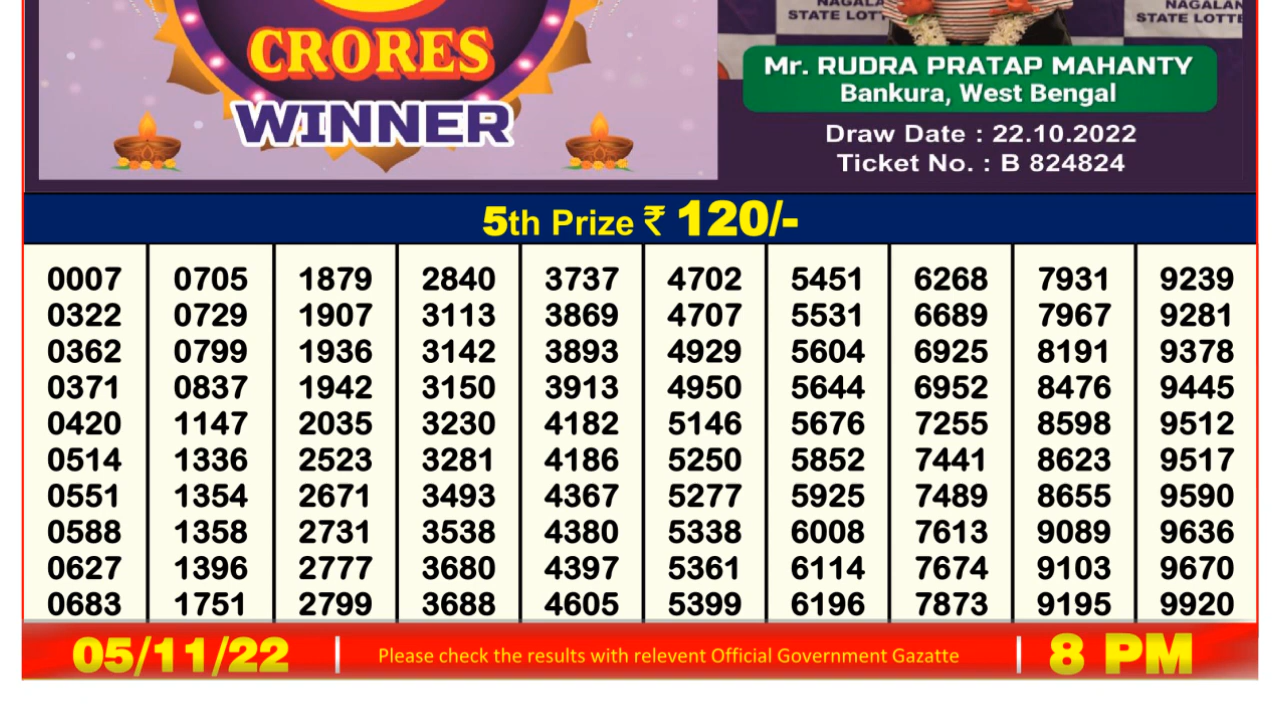 CRORES
WINNER
NAGALAN
STATE LOTTE
Mr. RUDRA PRATAP MAHANTY
Bankura, West Bengal
Draw Date : 22.10.2022
Ticket No. : B 824824
5th Prize ₹ 120/-
0007 0705 1879 2840 3737 4702 5451 6268 7931 9239
0322 0729 1907 3113 3869 4707 5531 6689 7967 9281
0362 0799 1936 3142 3893 4929 5604 6925 8191 9378
0371 0837 1942 3150 3913 4950 5644 6952 8476 9445
0420 1147 2035 3230 4182 5146 5676 7255 8598 9512
0514 1336 2523 3281 4186 5250 5852 7441 8623 9517
0551 1354 2671 3493 4367 5277 5925 7489 8655 9590
0588 1358 2731 3538 4380 5338 6008 7613 9089 9636
0627 1396 2777 3680 4397 5361 6114 7674 9103 9670
0683 1751 2799 3688 4605 5399 6196 7873 9195 9920
05/11/22 Please check the results with relevent Official Government Gazatte 8 PM